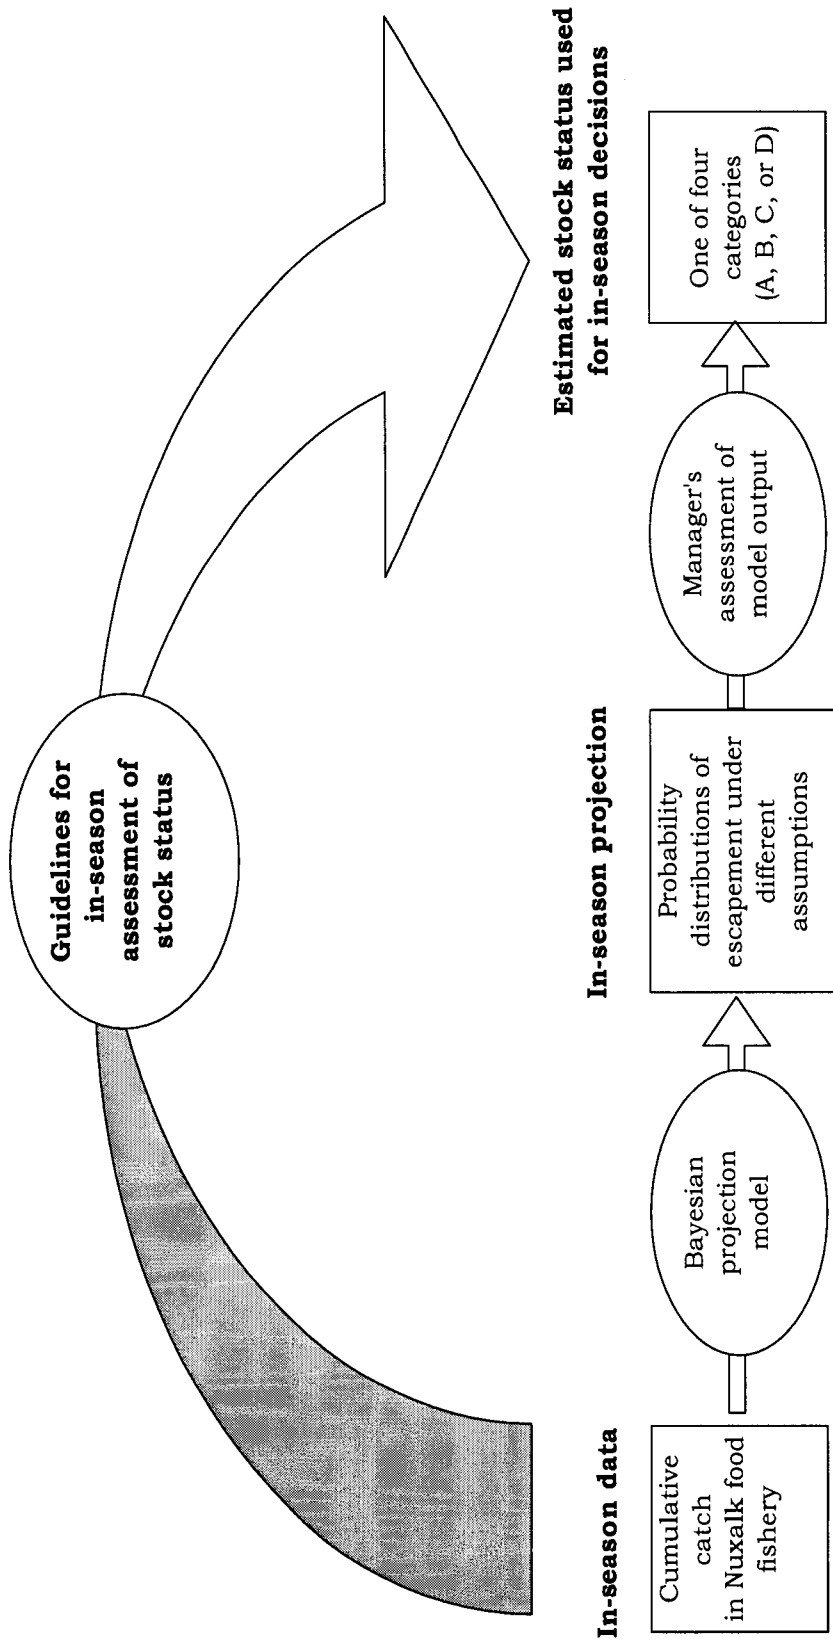 Guidelines for
in-season
assessment of
stock status
In-season data
Cumulative
catch
in Nuxalk food
fishery
Bayesian
projection
model
In-season projection
Probability
distributions of
escapement under
different
assumptions
Manager's
assessment of
model output
Estimated stock status used
for in-season decisions
One of four
categories
(A, B, C, or D)